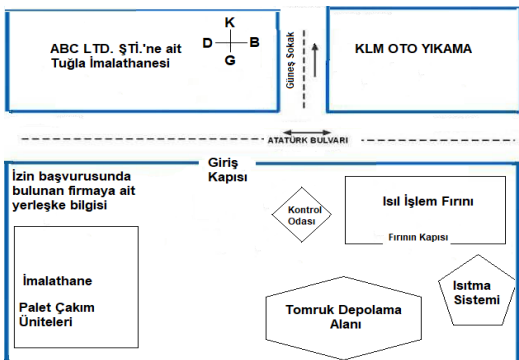 ABC LTD. ŞTİ.'ne ait
Tuğla İmalathanesi
K
D
B
G
Güneş Sokak
KLM OTO YIKAMA
ATATÜRK BULVARI
Giriş
Kapısı
İzin başvurusunda
bulunan firmaya ait
yerleşke bilgisi
Kontrol
Odası
Isıl İşlem Fırını
Fırının Kapısı
İmalathane
Palet Çakım
Üniteleri
Tomruk Depolama
Alanı
Isıtma
Sistemi